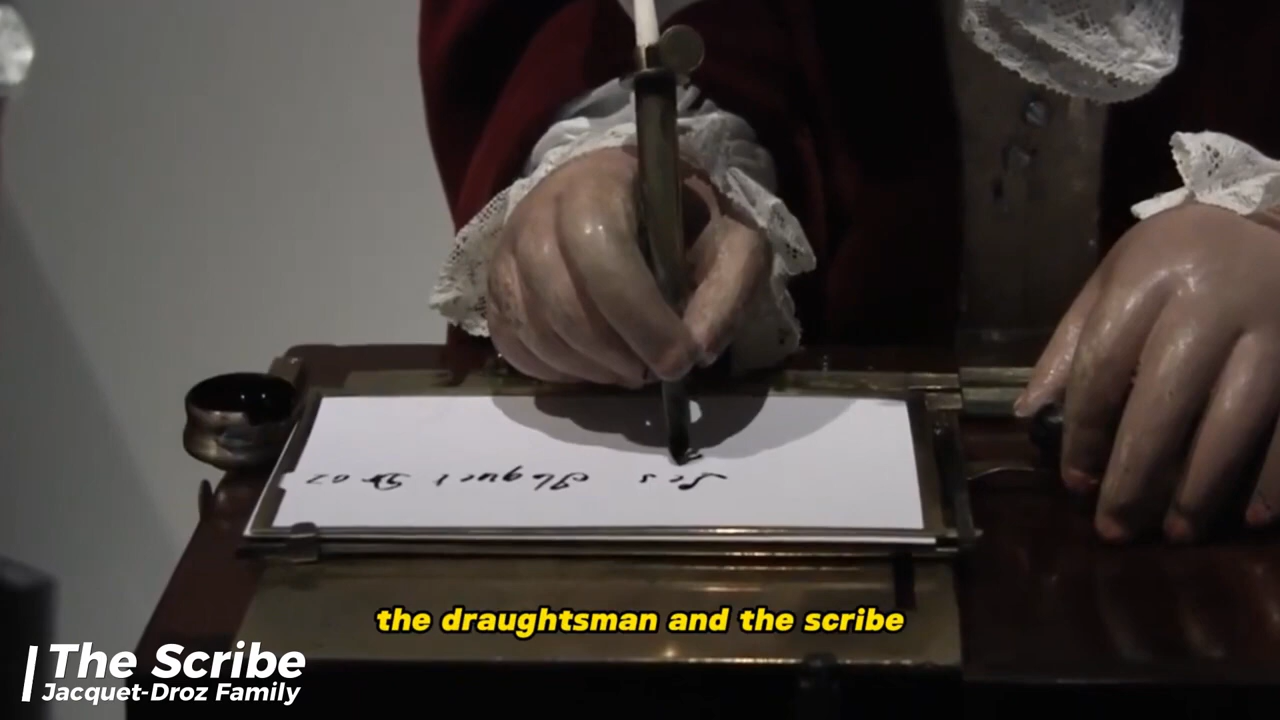 Les Jaquet Droz
the draughtsman and the scribe
The Scribe
Jacquet-Droz Family